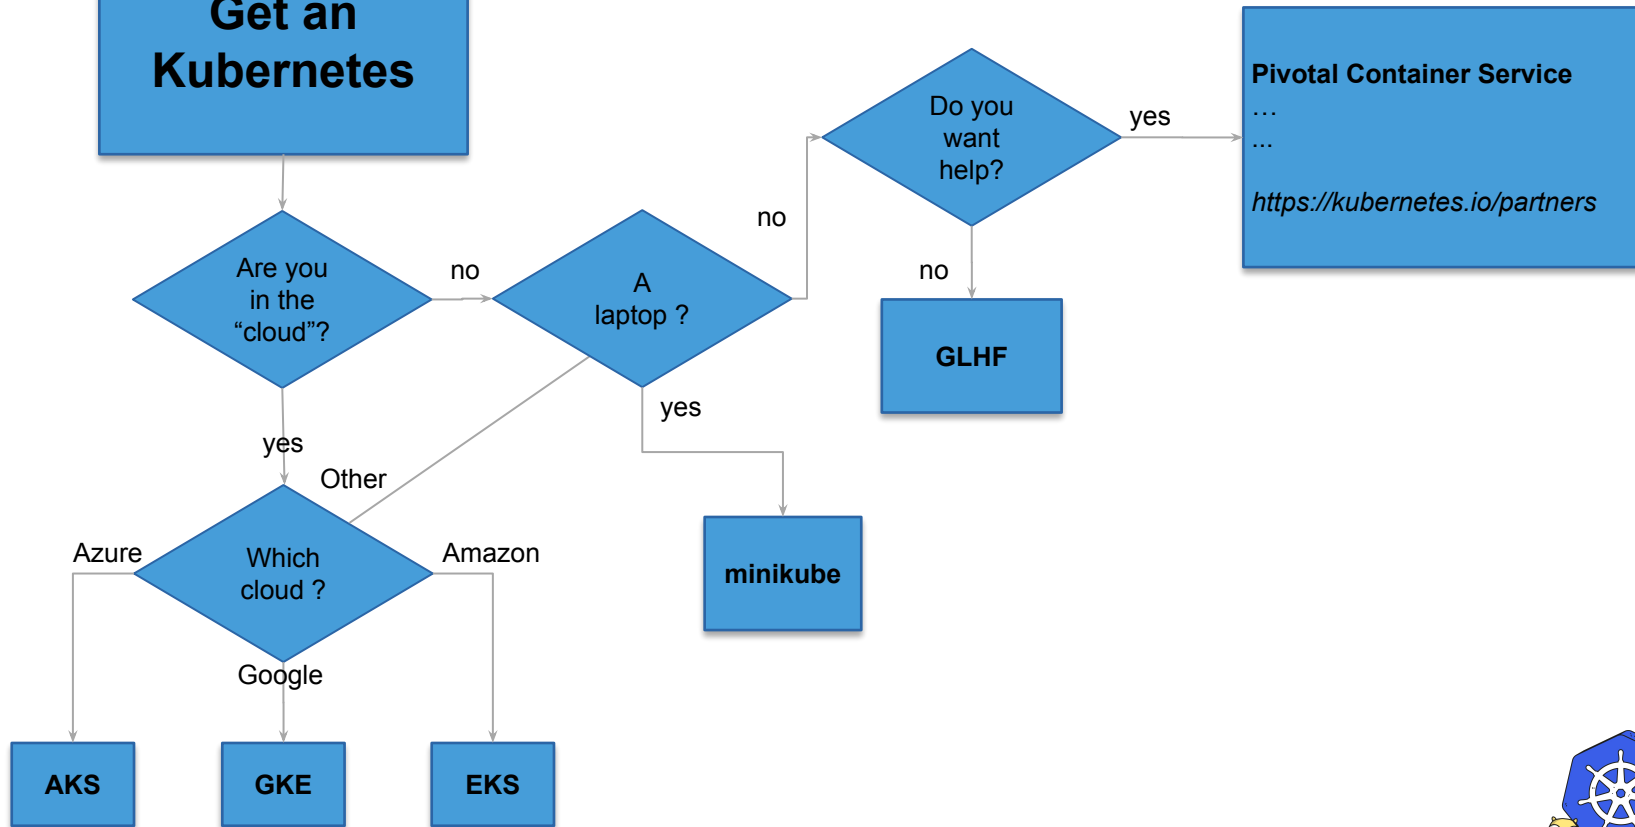 Get an
Kubernetes
Are you
in the
“cloud”?
no
yes
A
laptop ?
no
yes
Do you
want
help?
yes
no
Pivotal Container Service
…
...
https://kubernetes.io/partners
GLHF
minikube
Which
cloud ?
Other
Azure
Amazon
Google
AKS
GKE
EKS